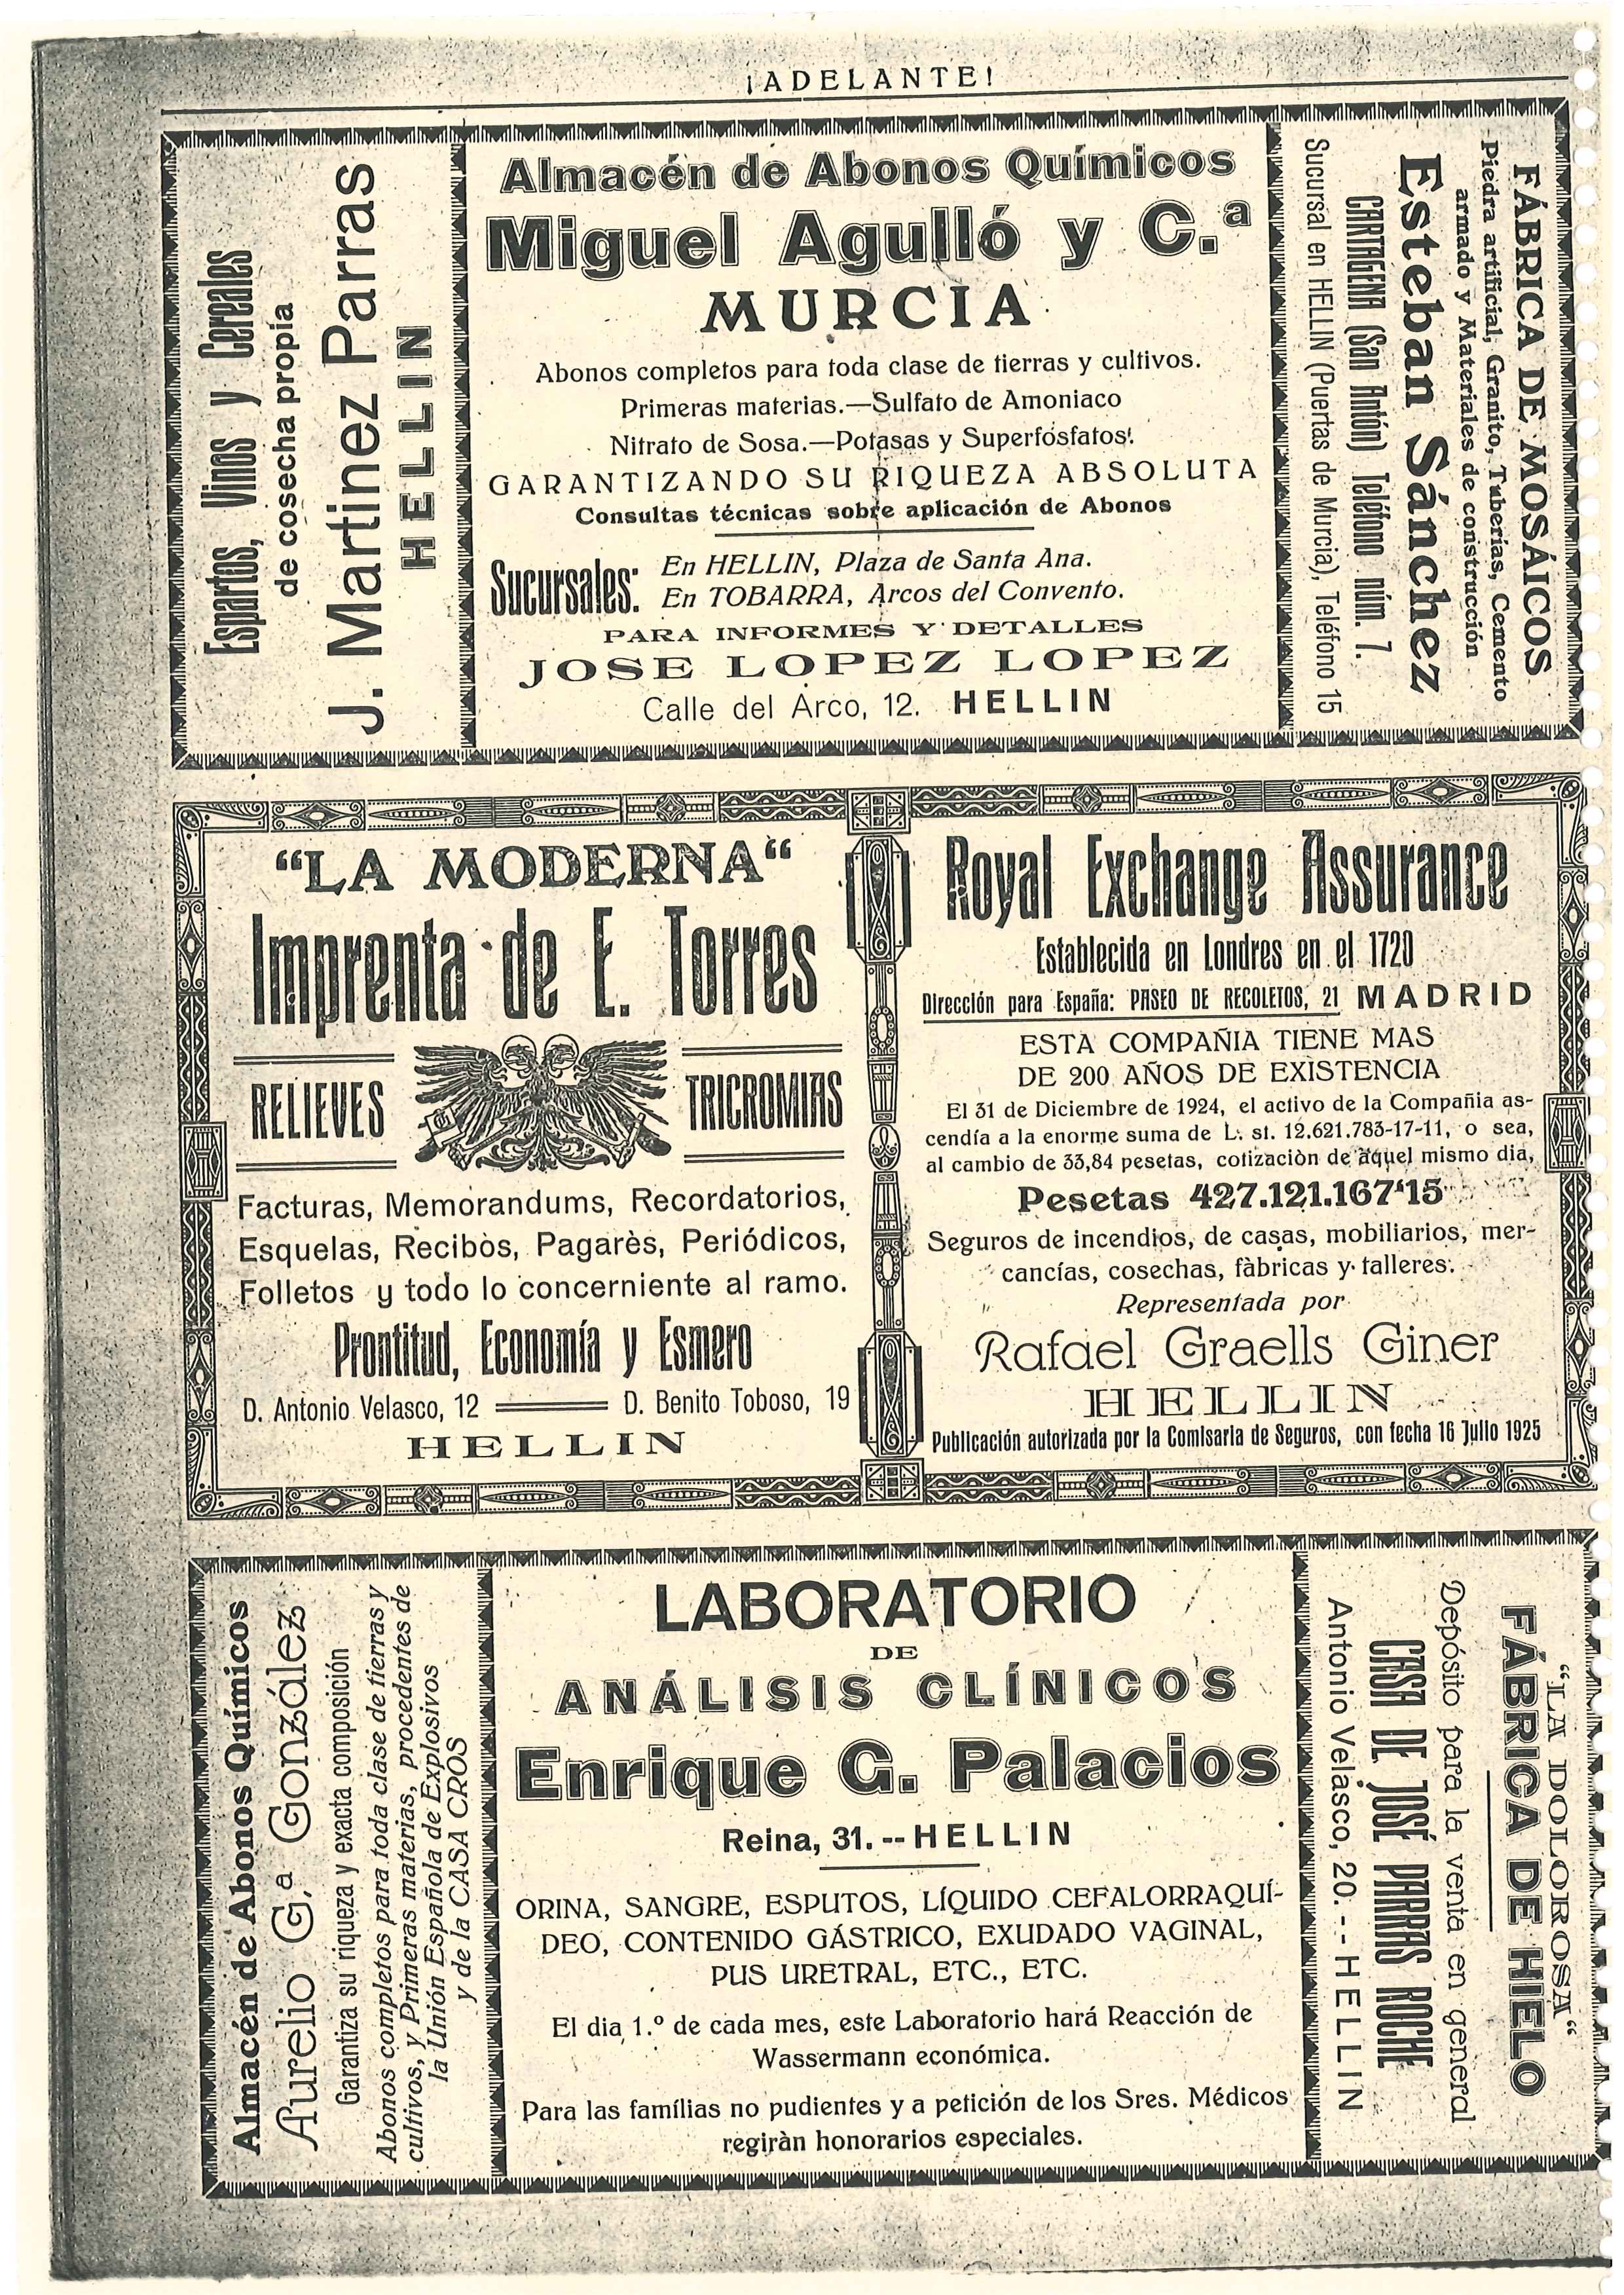 ¡ADELANTE!
Espartos, Vinos y Cereales
de cosecha propía
J. Martinez Parras
HELLIN
Almacén de Abonos Químicos
Miguel Agulló y C.ª
MURCIA
Abonos completos para toda clase de tierras y cultivos.
Primeras materias.—Sulfato de Amoniaco
Nitrato de Sosa.—Potasas y Superfósfatos.
GARANTIZANDO SU RIQUEZA ABSOLUTA
Consultas técnicas sobre aplicación de Abonos
Sucursales: En HELLIN, Plaza de Santa Ana.
En TOBARRA, Arcos del Convento.
PARA INFORMES Y DETALLES
JOSE LOPEZ LOPEZ
Calle del Arco, 12. HELLIN
FÁBRICA DE MOSÁICOS
Piedra artificial, Granito, Tuberías, Cemento
armado y Materiales de construcción
Esteban Sánchez
CARTAGENA (San Antón) Teléfono núm. 7.
Sucursal en HELLIN (Puertas de Murcia), Teléfono 15
“LA MODERNA“
Imprenta de E. Torres
RELIEVES TRICROMIAS
Facturas, Memorandums, Recordatorios,
Esquelas, Recibòs, Pagarès, Periódicos,
Folletos y todo lo concerniente al ramo.
Prontitud, Economía y Esmero
D. Antonio Velasco, 12 D. Benito Toboso, 19
HELLIN
Royal Exchange Assurance
Establecida en Londres en el 1720
Dirección para España: PASEO DE RECOLETOS, 21 MADRID
ESTA COMPAÑIA TIENE MAS
DE 200 AÑOS DE EXISTENCIA
El 31 de Diciembre de 1924, el activo de la Compañia as-
cendía a la enorme suma de L. st. 12.621.783-17-11, o sea,
al cambio de 33,84 pesetas, cotizaciòn de aquel mismo dia,
Pesetas 427.121.167‘15
Seguros de incendios, de casas, mobiliarios, mer-
cancías, cosechas, fàbricas y talleres.
Representada por
Rafael Graells Giner
HELLIN
Publicación autorizada por la Comisaria de Seguros, con fecha 16 Julio 1925
Almacén de Abonos Químicos
Aurelio G.ª González
Garantiza su riqueza y exacta composición
Abonos completos para toda clase de tierras y
cultivos, y Primeras materias, procedentes de
la Unión Española de Explosivos
y de la CASA CROS
LABORATORIO
DE
ANÁLISIS CLÍNICOS
Enrique G. Palacios
Reina, 31. -- HELLIN
ORINA, SANGRE, ESPUTOS, LÍQUIDO CEFALORRAQUÍ-
DEO, CONTENIDO GÁSTRICO, EXUDADO VAGINAL,
PUS URETRAL, ETC., ETC.
El dia 1.º de cada mes, este Laboratorio hará Reacción de
Wassermann económica.
Para las famílias no pudientes y a petición de los Sres. Médicos
regiràn honorarios especiales.
“LA DOLOROSA“
FÁBRICA DE HIELO
Depósito para la venta en general
CASA DE JOSÉ PARRAS ROCHE
Antonio Velasco, 20. -- HELLIN